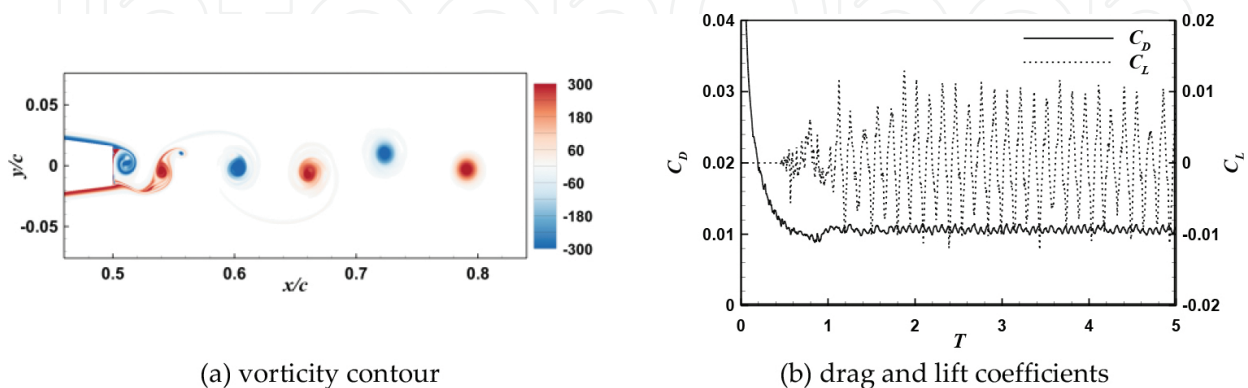 0.05
0
-0.05
y/c
0.5 0.6 0.7 0.8
x/c
300
180
60
-60
-180
-300
(a) vorticity contour
0.04
0.03
0.02
0.01
0
C_D
0.02
0.01
0
-0.01
-0.02
C_L
C_D
C_L
0 1 2 3 4 5
T
(b) drag and lift coefficients